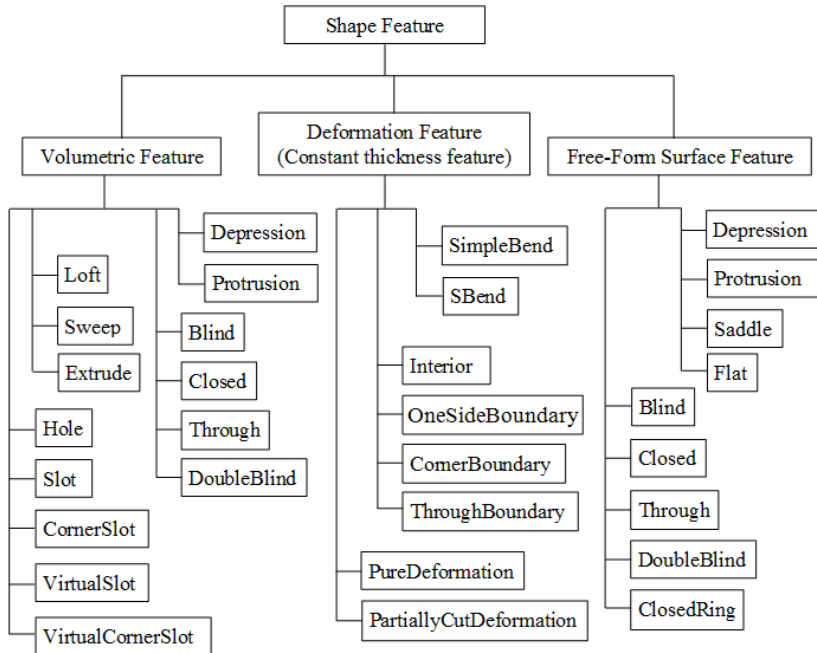 Shape Feature
Volumetric Feature
Deformation Feature
(Constant thickness feature)
Free-Form Surface Feature
Depression
Protrusion
Loft
Sweep
Extrude
Blind
Closed
Through
DoubleBlind
Hole
Slot
CornerSlot
VirtualSlot
VirtualCornerSlot
SimpleBend
SBend
Interior
OneSideBoundary
CornerBoundary
ThroughBoundary
PureDeformation
PartiallyCutDeformation
Depression
Protrusion
Saddle
Flat
Blind
Closed
Through
DoubleBlind
ClosedRing